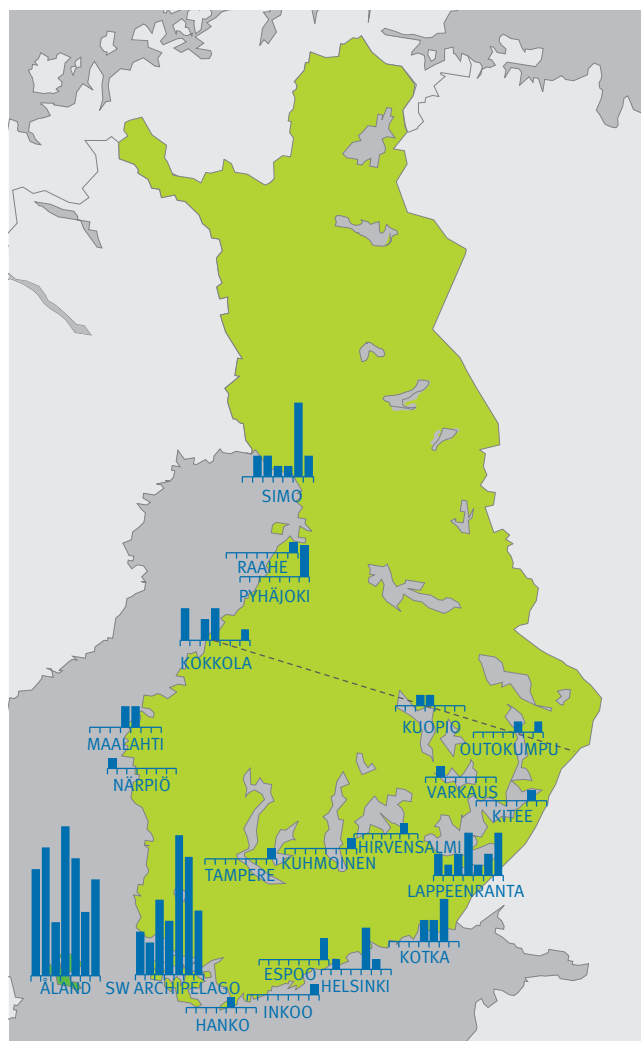 SIMO
RAAHE
PYHÄJOKI
KOKKOLA
KUOPIO
MAALAHTI
OUTOKUMPU
NÄRPIÖ
VARKAUS
KITEE
HIRVENSALMI
KUHMOINEN
TAMPERE
LAPPEENRANTA
KOTKA
ESPOO
HELSINKI
ÅLAND
SW ARCHIPELAGO
INKOO
HANKO